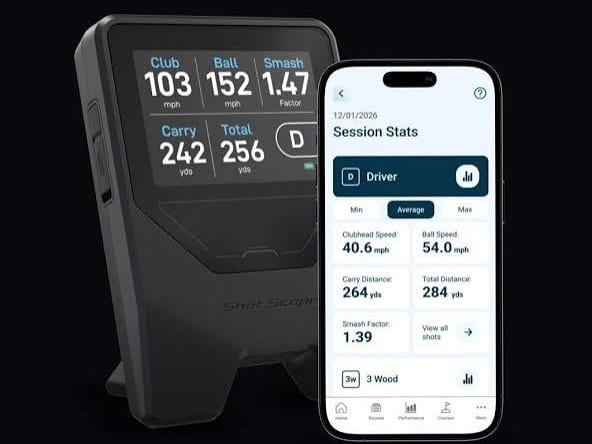 Club Ball Smash
103 152 1.47
mph mph Factor
Carry Total
242 256 D
yds yds
Shot Scope
12/01/2026
Session Stats
D Driver
Min Average Max
Clubhead Speed: Ball Speed:
40.6 mph 54.0 mph
Carry Distance: Total Distance:
264 yds 284 yds
Smash Factor: View all
1.39 shots
3w 3 Wood
Home Rounds Performance Courses More